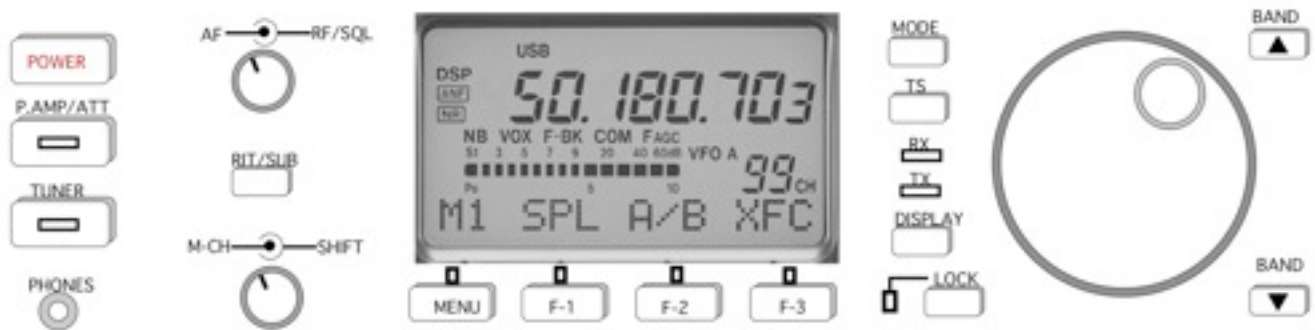 POWER
P.AMP/ATT
TUNER
PHONES
AF RF/SQL
RIT/SUB
M-CH SHIFT
USB
DSP
ANF
NR
50.180.703
NB VOX F-BK COM FAGC
S1 3 5 7 9 20 40 60dB VFO A
99CH
Po 5 10
M1 SPL A/B XFC
MENU F-1 F-2 F-3
MODE
TS
RX
TX
DISPLAY
LOCK
BAND
BAND